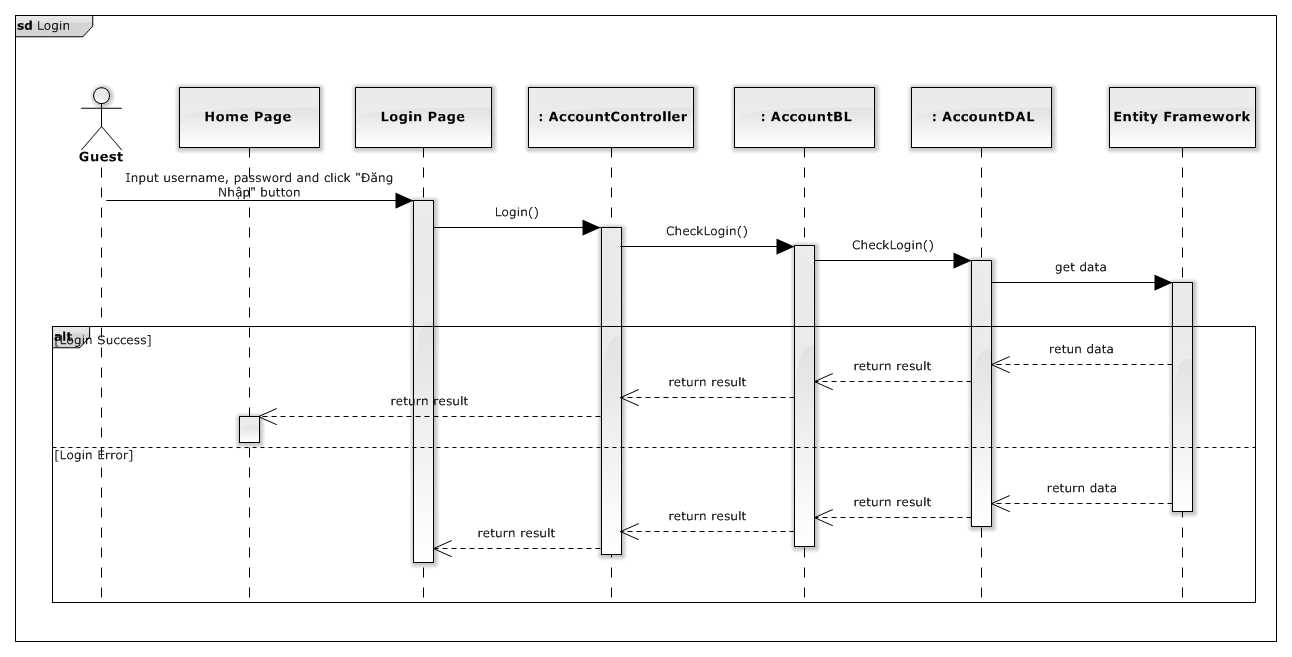 sd Login
Guest
Home Page
Login Page
: AccountController
: AccountBL
: AccountDAL
Entity Framework
Input username, password and click "Đăng
Nhập" button
Login()
CheckLogin()
CheckLogin()
get data
alt
[Login Success]
retun data
return result
return result
return result
[Login Error]
return data
return result
return result
return result